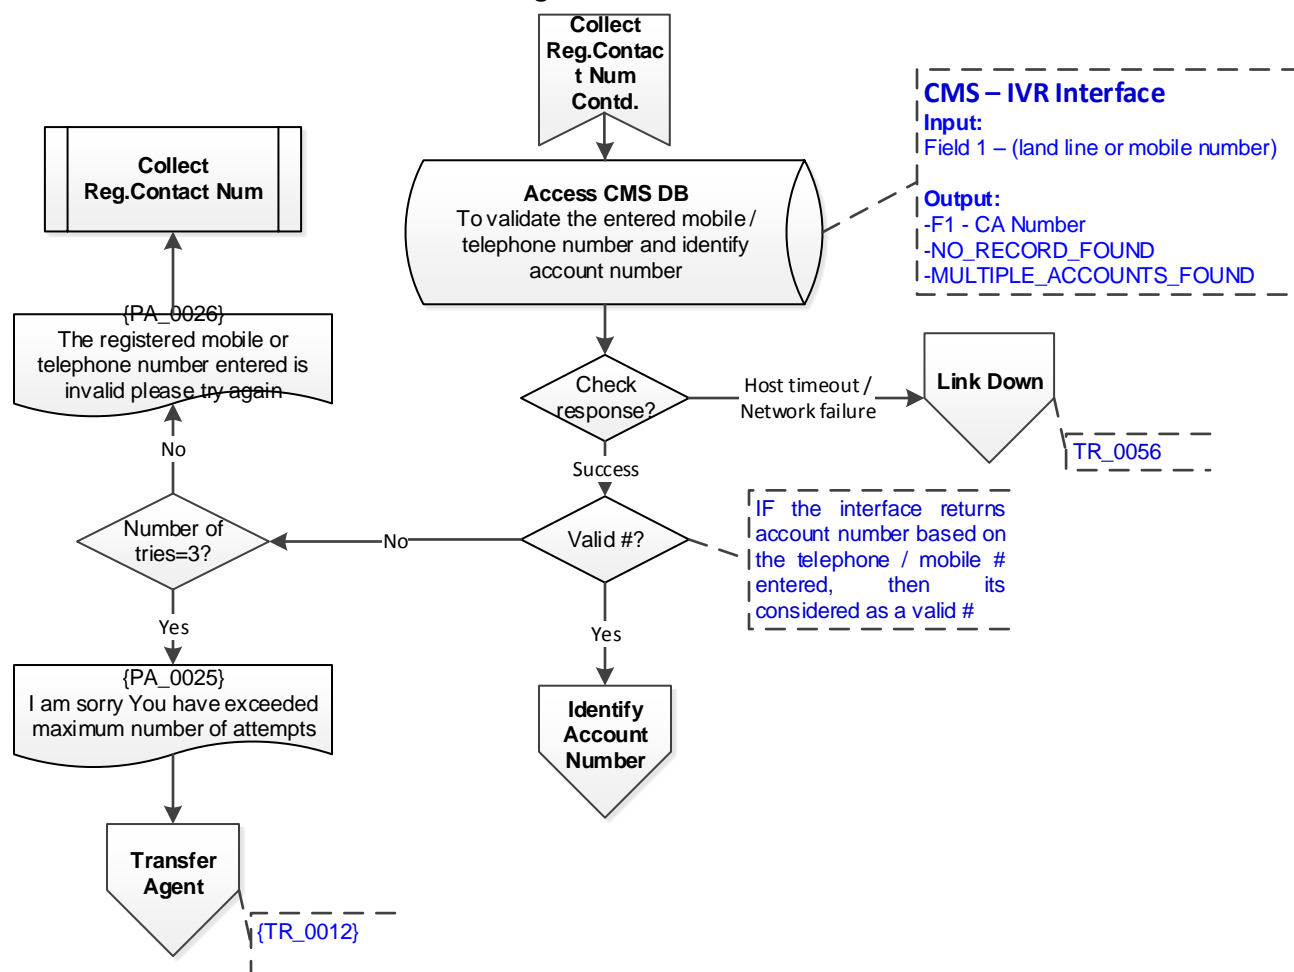 Collect
Reg.Contac
t Num
Contd.
CMS – IVR Interface
Input:
Field 1 – (land line or mobile number)
Output:
-F1 - CA Number
-NO_RECORD_FOUND
-MULTIPLE_ACCOUNTS_FOUND
Collect
Reg.Contact Num
Access CMS DB
To validate the entered mobile /
telephone number and identify
account number
{PA_0026}
The registered mobile or
telephone number entered is
invalid please try again
Check
response?
Host timeout /
Network failure
Link Down
TR_0056
No
Success
Number of
tries=3?
No
Valid #?
IF the interface returns
account number based on
the telephone / mobile #
entered, then its
considered as a valid #
Yes
Yes
{PA_0025}
I am sorry You have exceeded
maximum number of attempts
Identify
Account
Number
Transfer
Agent
{TR_0012}